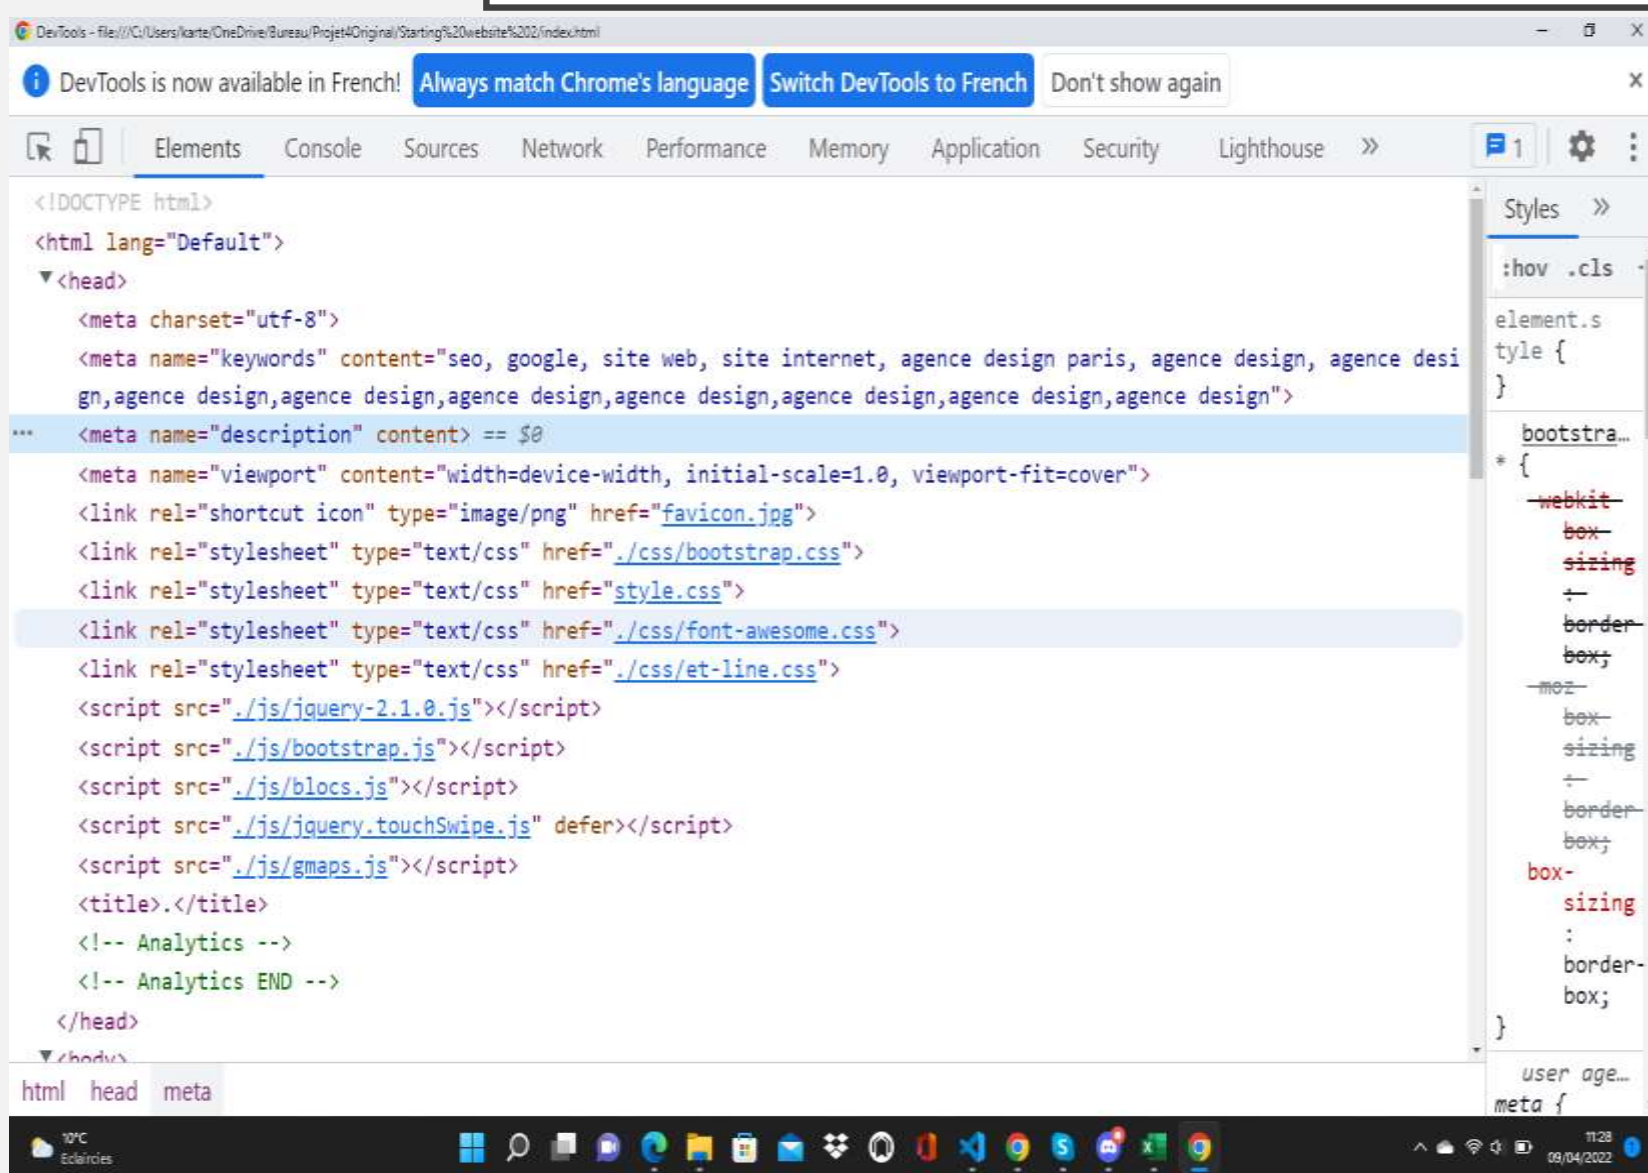 DevTools - file:///C:/Users/karte/OneDrive/Bureau/Projet4Original/Starting%20website%202/index.html
DevTools is now available in French! Always match Chrome's language Switch DevTools to French Don't show again
Elements Console Sources Network Performance Memory Application Security Lighthouse » 1
<!DOCTYPE html>
<html lang="Default">
▼<head>
<meta charset="utf-8">
<meta name="keywords" content="seo, google, site web, site internet, agence design paris, agence design, agence desi
gn,agence design,agence design,agence design,agence design,agence design,agence design,agence design">
··· <meta name="description" content> == $0
<meta name="viewport" content="width=device-width, initial-scale=1.0, viewport-fit=cover">
<link rel="shortcut icon" type="image/png" href="favicon.jpg">
<link rel="stylesheet" type="text/css" href="./css/bootstrap.css">
<link rel="stylesheet" type="text/css" href="style.css">
<link rel="stylesheet" type="text/css" href="./css/font-awesome.css">
<link rel="stylesheet" type="text/css" href="./css/et-line.css">
<script src="./js/jquery-2.1.0.js"></script>
<script src="./js/bootstrap.js"></script>
<script src="./js/blocs.js"></script>
<script src="./js/jquery.touchSwipe.js" defer></script>
<script src="./js/gmaps.js"></script>
<title>.</title>
<!-- Analytics -->
<!-- Analytics END -->
</head>
▼<body>
html head meta
Styles »
:hov .cls
element.s
tyle {
}
bootstra…
* {
-webkit-
box-
sizing
:
border-
box;
-moz-
box-
sizing
:
border-
box;
box-
sizing
:
border-
box;
}
user age…
meta {
10°C
Eclaircies
11:28
09/04/2022